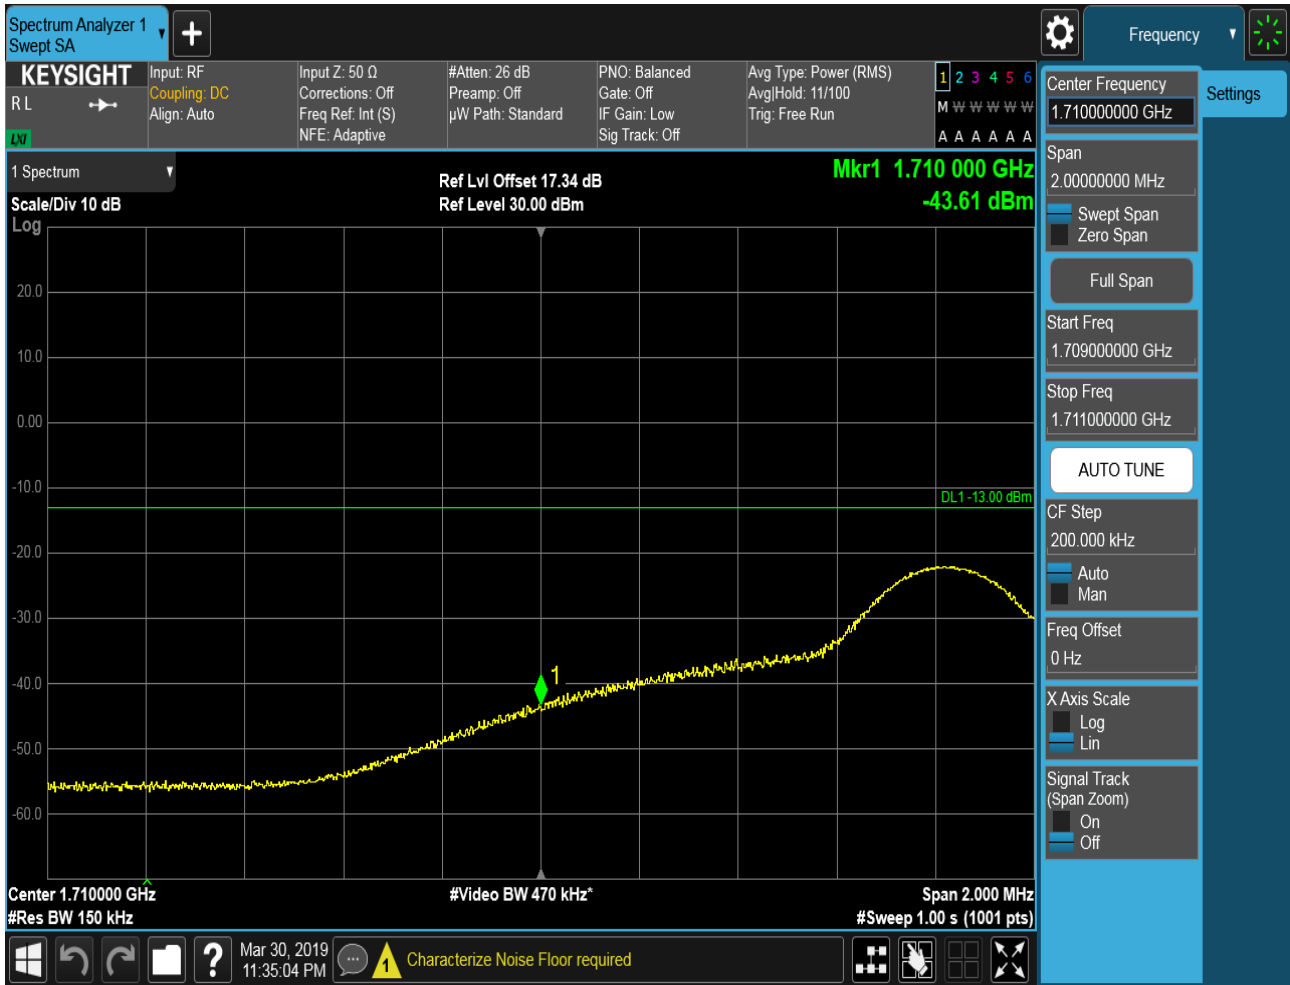 Spectrum Analyzer 1
Swept SA
Frequency
KEYSIGHT
R L
LXI
Input: RF
Coupling: DC
Align: Auto
Input Z: 50 Ω
Corrections: Off
Freq Ref: Int (S)
NFE: Adaptive
#Atten: 26 dB
Preamp: Off
µW Path: Standard
PNO: Balanced
Gate: Off
IF Gain: Low
Sig Track: Off
Avg Type: Power (RMS)
Avg|Hold: 11/100
Trig: Free Run
1 2 3 4 5 6
M W W W W W
A A A A A A
1 Spectrum
Scale/Div 10 dB
Log
Ref Lvl Offset 17.34 dB
Ref Level 30.00 dBm
Mkr1 1.710 000 GHz
-43.61 dBm
20.0
10.0
0.00
-10.0
DL1 -13.00 dBm
-20.0
-30.0
-40.0
1
-50.0
-60.0
Center 1.710000 GHz
#Res BW 150 kHz
#Video BW 470 kHz*
Span 2.000 MHz
#Sweep 1.00 s (1001 pts)
Center Frequency
1.710000000 GHz
Settings
Span
2.00000000 MHz
Swept Span
Zero Span
Full Span
Start Freq
1.709000000 GHz
Stop Freq
1.711000000 GHz
AUTO TUNE
CF Step
200.000 kHz
Auto
Man
Freq Offset
0 Hz
X Axis Scale
Log
Lin
Signal Track
(Span Zoom)
On
Off
?
Mar 30, 2019
11:35:04 PM
1
Characterize Noise Floor required